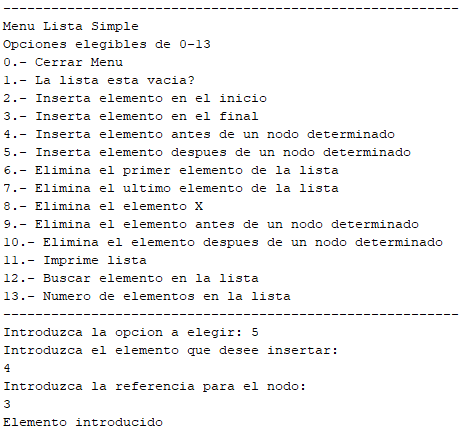 ---------------------------------------------------------
Menu Lista Simple
Opciones elegibles de 0-13
0.- Cerrar Menu
1.- La lista esta vacia?
2.- Inserta elemento en el inicio
3.- Inserta elemento en el final
4.- Inserta elemento antes de un nodo determinado
5.- Inserta elemento despues de un nodo determinado
6.- Elimina el primer elemento de la lista
7.- Elimina el ultimo elemento de la lista
8.- Elimina el elemento X
9.- Elimina el elemento antes de un nodo determinado
10.- Elimina el elemento despues de un nodo determinado
11.- Imprime lista
12.- Buscar elemento en la lista
13.- Numero de elementos en la lista
---------------------------------------------------------
Introduzca la opcion a elegir: 5
Introduzca el elemento que desee insertar:
4
Introduzca la referencia para el nodo:
3
Elemento introducido